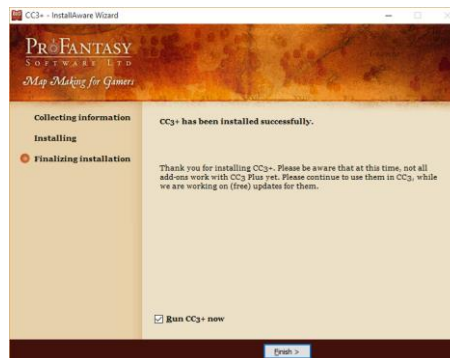 CC3+ - InstallAware Wizard
PROFANTASY
SOFTWARE LTD
Map Making for Gamers
Collecting information
Installing
Finalizing installation
CC3+ has been installed successfully.
Thank you for installing CC3+. Please be aware that at this time, not all
add-ons work with CC3 Plus yet. Please continue to use them in CC3, while
we are working on (free) updates for them.
Run CC3+ now
Finish >